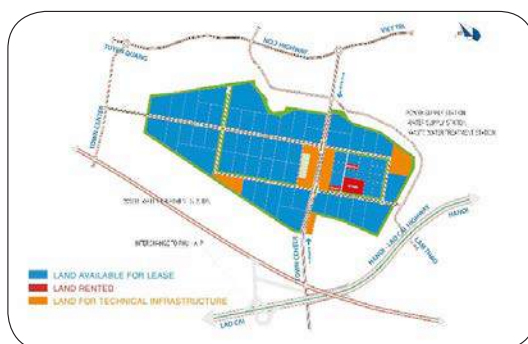 NO.2 HIGHWAY
VIET TRI
TUYEN QUANG
TOWN CENTER
POWER SUPPLY STATION
WATER SUPPLY STATION
WASTE WATER TREATMENT STATION
HANOI
HANOI - LAO CAI HIGHWAY
LAM THAO
INTERCHANGE TO
TOWN CENTER
LAND AVAILABLE FOR LEASE
LAND RENTED
LAND FOR TECHNICAL INFRASTRUCTURE
LAO CAI